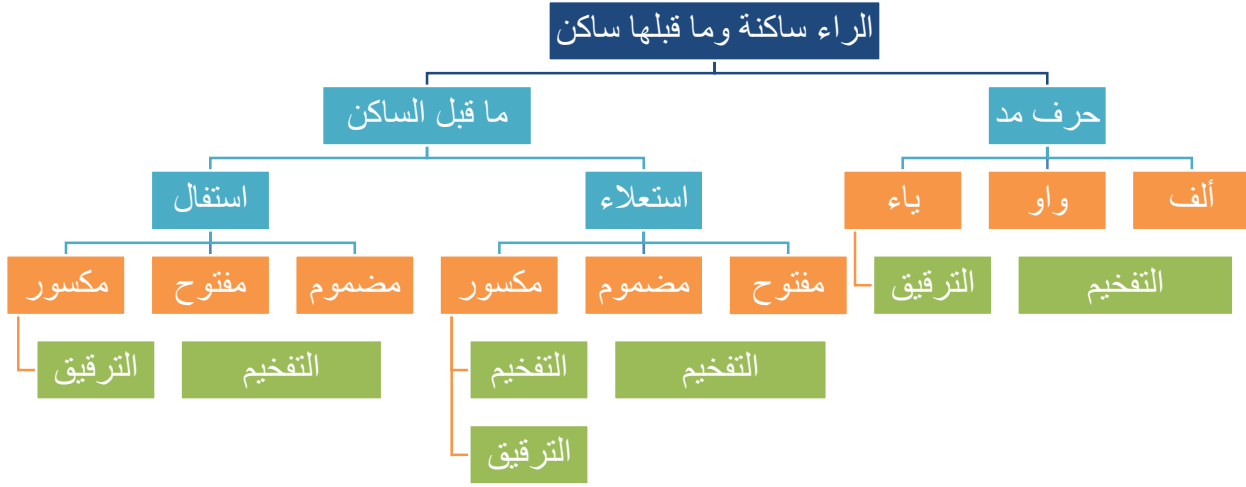 الراء ساكنة وما قبلها ساكن
حرف مد
ما قبل الساكن
ألف
واو
ياء
استعلاء
استفال
التفخيم
الترقيق
مفتوح
مضموم
مكسور
مضموم
مفتوح
مكسور
التفخيم
التفخيم
التفخيم
الترقيق
الترقيق